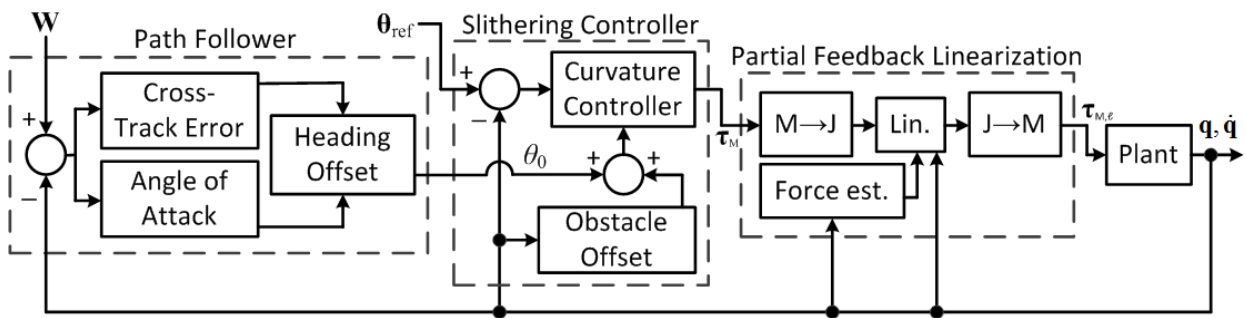 W
Path Follower
+
−
Cross-
Track Error
Angle of
Attack
Heading
Offset
θ₀
θref
Slithering Controller
+
−
Curvature
Controller
+
+
Obstacle
Offset
τM
Partial Feedback Linearization
M→J
Lin.
J→M
Force est.
τM,ℓ
Plant
q, q̇